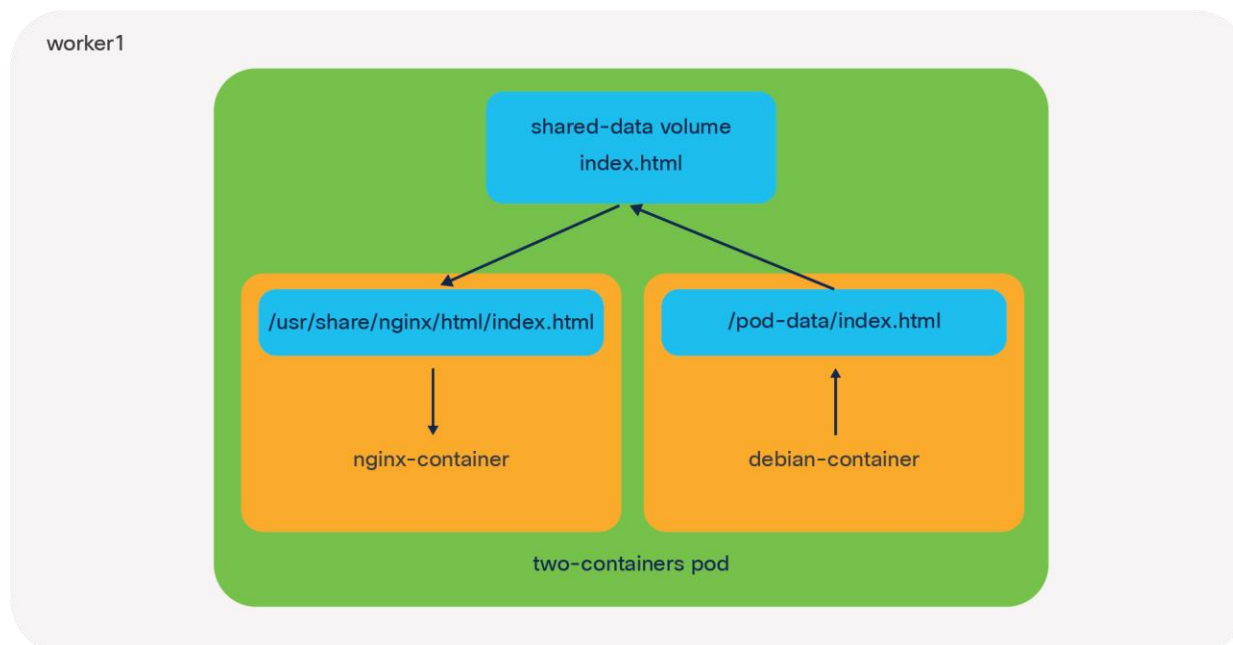 worker1
shared-data volume
index.html
/usr/share/nginx/html/index.html
/pod-data/index.html
nginx-container
debian-container
two-containers pod